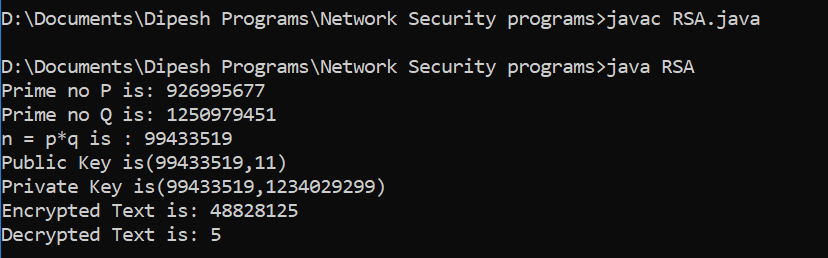 D:\Documents\Dipesh Programs\Network Security programs>javac RSA.java
D:\Documents\Dipesh Programs\Network Security programs>java RSA
Prime no P is: 926995677
Prime no Q is: 1250979451
n = p*q is : 99433519
Public Key is(99433519,11)
Private Key is(99433519,1234029299)
Encrypted Text is: 48828125
Decrypted Text is: 5